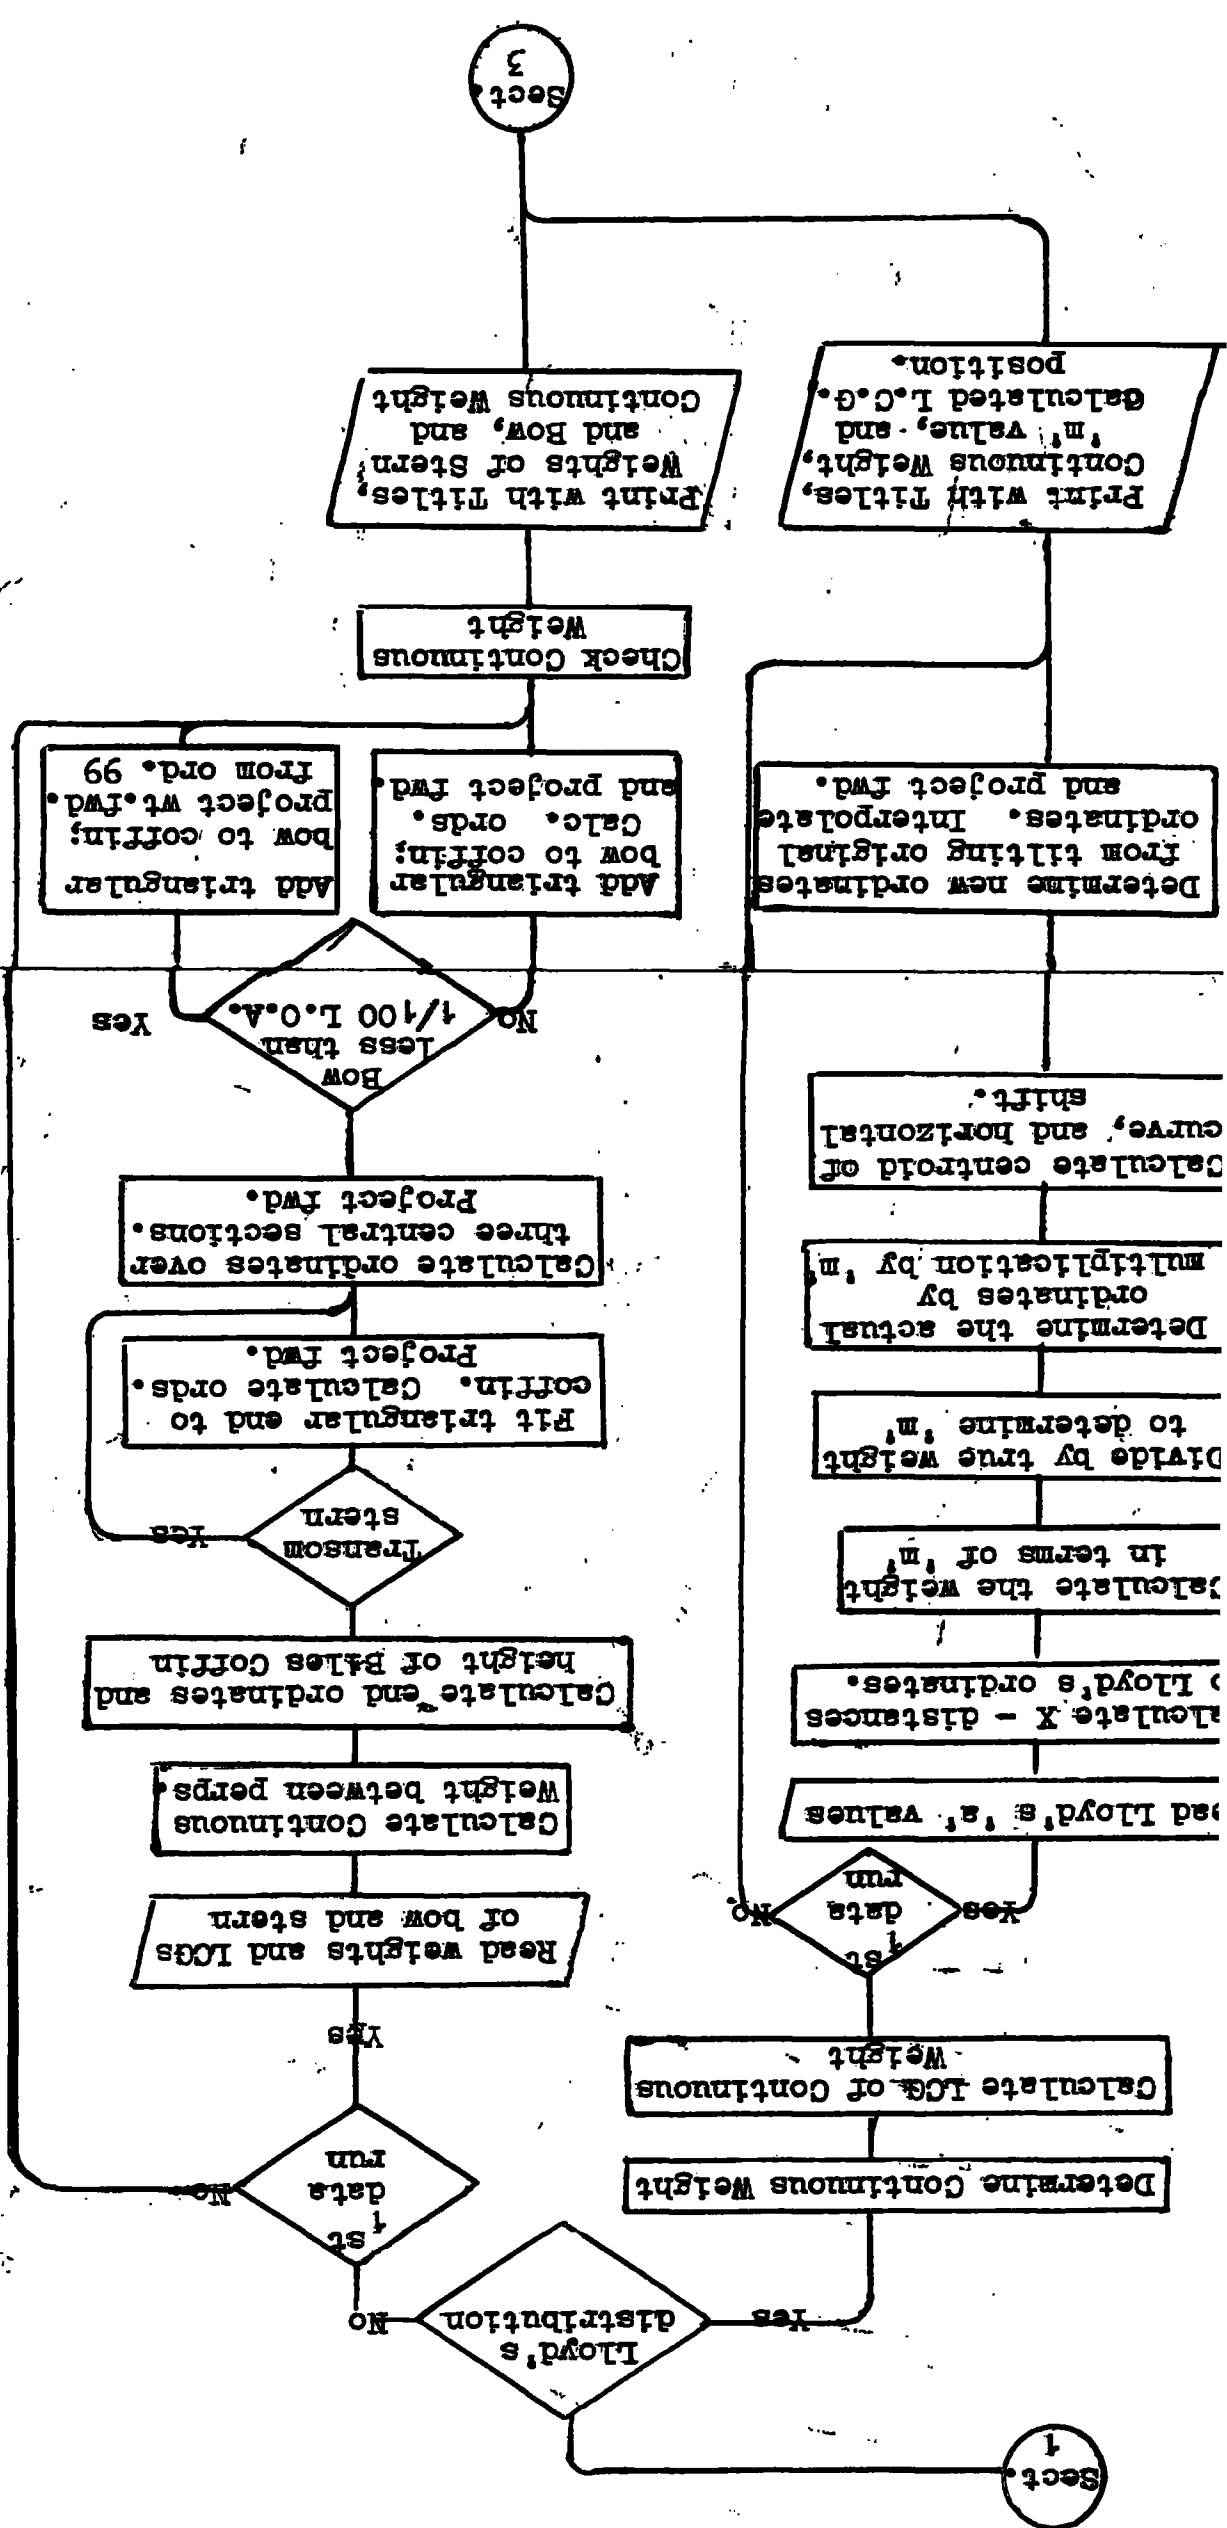 Sect.
1
Lloyd's
distribution
Yes
No
Determine Continuous Weight
Calculate LCG of Continuous
Weight
1st
data
run
Yes
No.
ead Lloyd's 'a' values
alculate X - distances
o Lloyd's ordinates.
Calculate the weight
in terms of 'm'
Divide by true weight
to determine 'm'
Determine the actual
ordinates by
multiplication by 'm'
Calculate centroid of
curve, and horizontal
shift.
Determine new ordinates
from tilting original
ordinates. Interpolate
and project fwd.
Print with Titles,
Continuous Weight,
'm' value, and
Calculated L.C.G.
position.
1st
data
run
No
Yes
Read weights and LCGs
of bow and stern
Calculate Continuous
Weight between perps.
Calculate end ordinates and
height of Biles Coffin
Transom
stern
Yes
Fit triangular end to
coffin. Calculate ords.
Project fwd.
Calculate ordinates over
three central sections.
Project fwd.
Bow
less than
1/100 L.O.A.
No
Yes
Add triangular
bow to coffin;
Calc. ords.
and project fwd.
Add triangular
bow to coffin;
project wt.fwd.
from ord. 99
Check Continuous
Weight
Print with Titles,
Weights of Stern
and Bow, and
Continuous Weight
Sect.
3